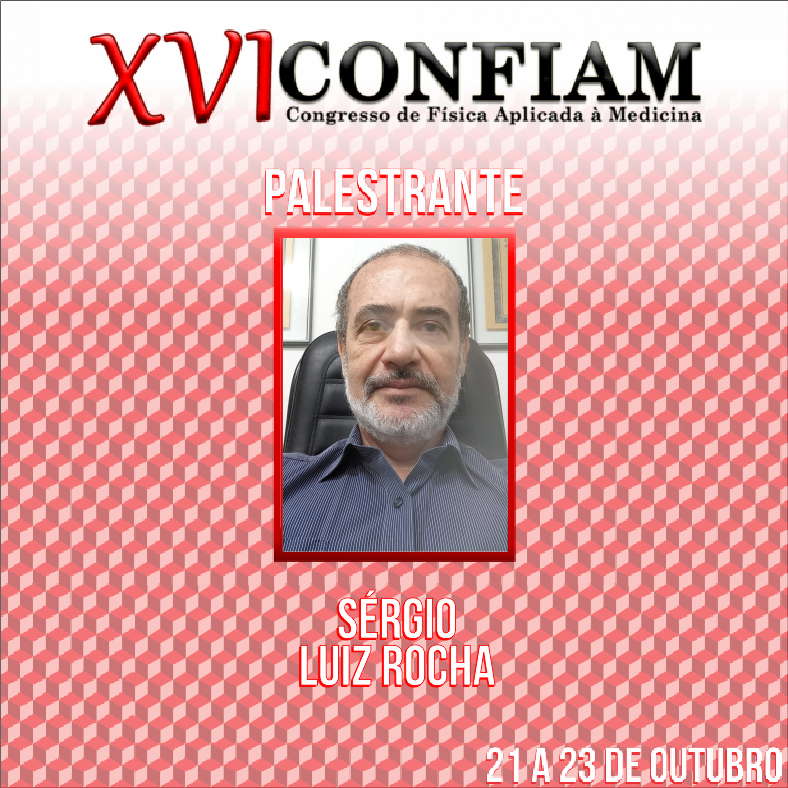 XVI CONFIAM
Congresso de Física Aplicada à Medicina
PALESTRANTE
SÉRGIO
LUIZ ROCHA
21 A 23 DE OUTUBRO